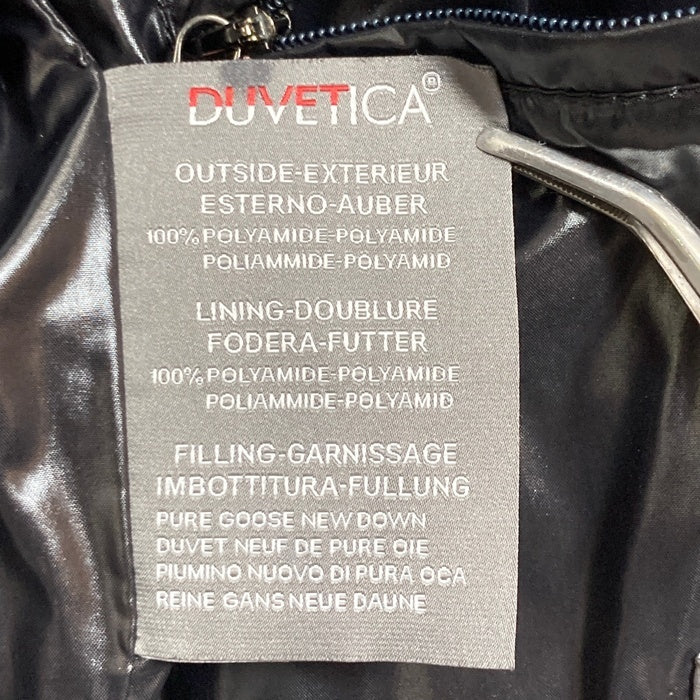 DUVETICA®
OUTSIDE-EXTERIEUR
ESTERNO-AUBER
100% POLYAMIDE-POLYAMIDE
POLIAMMIDE-POLYAMID
LINING-DOUBLURE
FODERA-FUTTER
100% POLYAMIDE-POLYAMIDE
POLIAMMIDE-POLYAMID
FILLING-GARNISSAGE
IMBOTTITURA-FULLUNG
PURE GOOSE NEW DOWN
DUVET NEUF DE PURE OIE
PIUMINO NUOVO DI PURA OCA
REINE GANS NEUE DAUNE